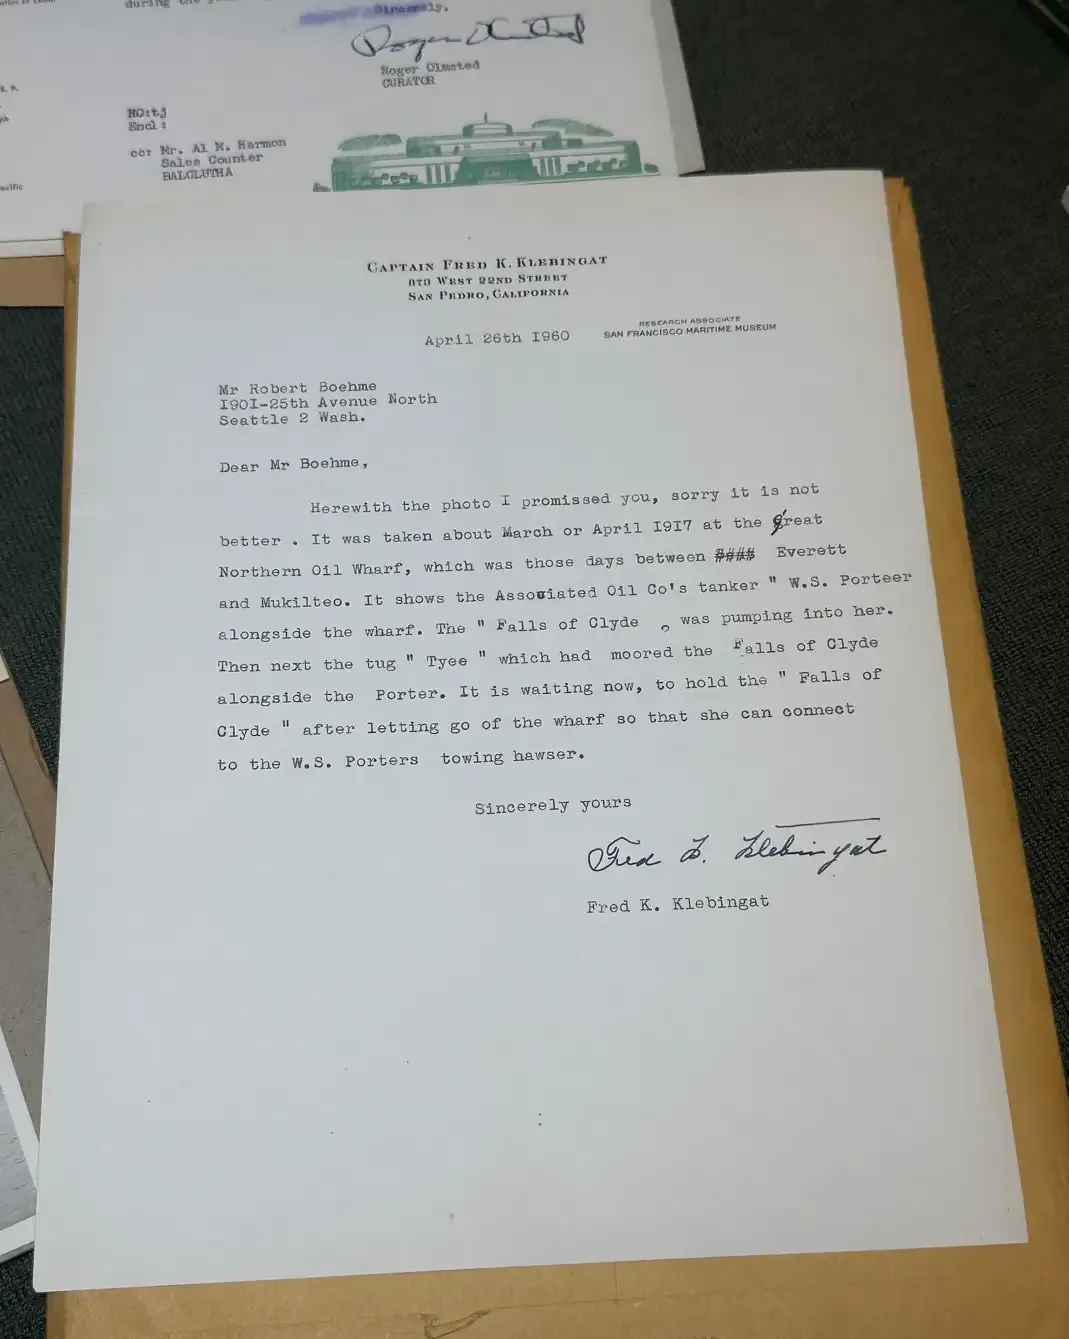 during the
Sincerely,
Roger Olmsted
Roger Olmsted
CURATOR
RO:tj
Encl:
cc: Mr. Al M. Harmon
Sales Counter
BALCLUTHA
CAPTAIN FRED K. KLEBINGAT
878 WEST 22ND STREET
SAN PEDRO, CALIFORNIA
RESEARCH ASSOCIATE
SAN FRANCISCO MARITIME MUSEUM
April 26th I960
Mr Robert Boehme
I90I-25th Avenue North
Seattle 2 Wash.
Dear Mr Boehme,
Herewith the photo I promissed you, sorry it is not
better . It was taken about March or April I9I7 at the great
Northern Oil Wharf, which was those days between #### Everett
and Mukilteo. It shows the Associated Oil Co's tanker " W.S. Porteer
alongside the wharf. The " Falls of Clyde „ was pumping into her.
Then next the tug " Tyee " which had moored the Falls of Clyde
alongside the Porter. It is waiting now, to hold the " Falls of
Clyde " after letting go of the wharf so that she can connect
to the W.S. Porters towing hawser.
Sincerely yours
Fred K. Klebingat
Fred K. Klebingat